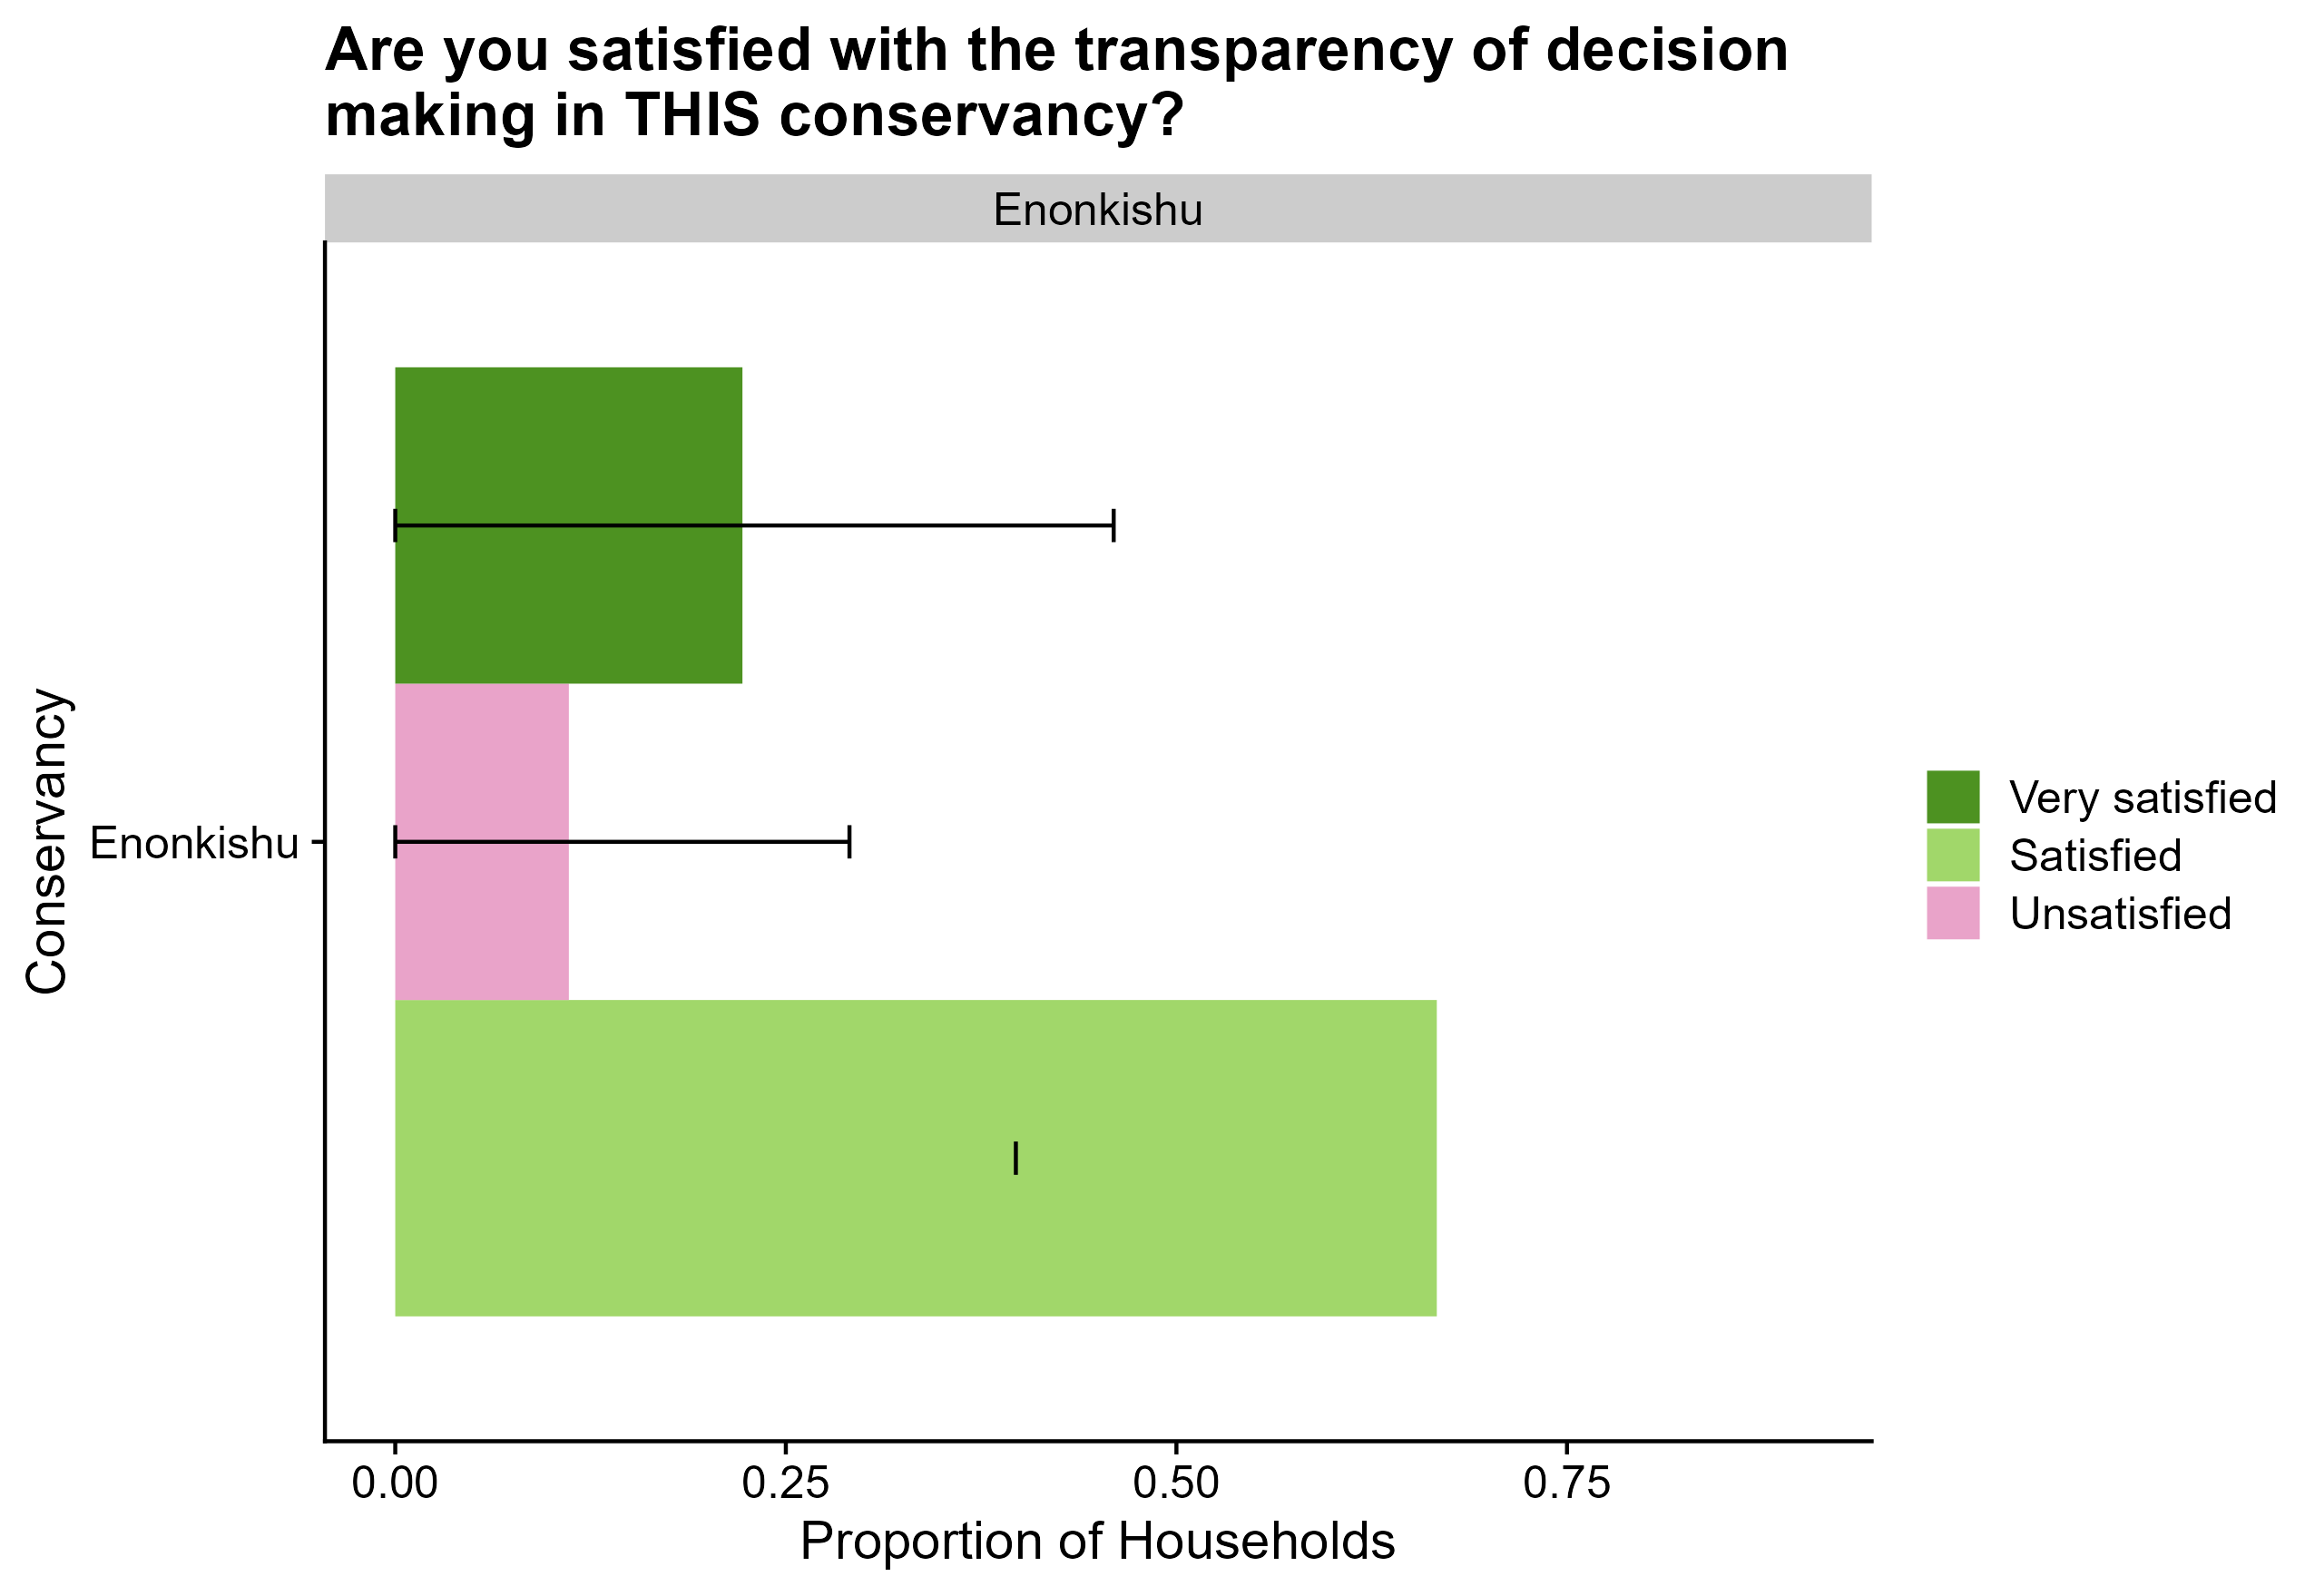 Are you satisfied with the transparency of decision
making in THIS conservancy?
Enonkishu
Conservancy
Enonkishu
Very satisfied
Satisfied
Unsatisfied
0.00 0.25 0.50 0.75
Proportion of Households